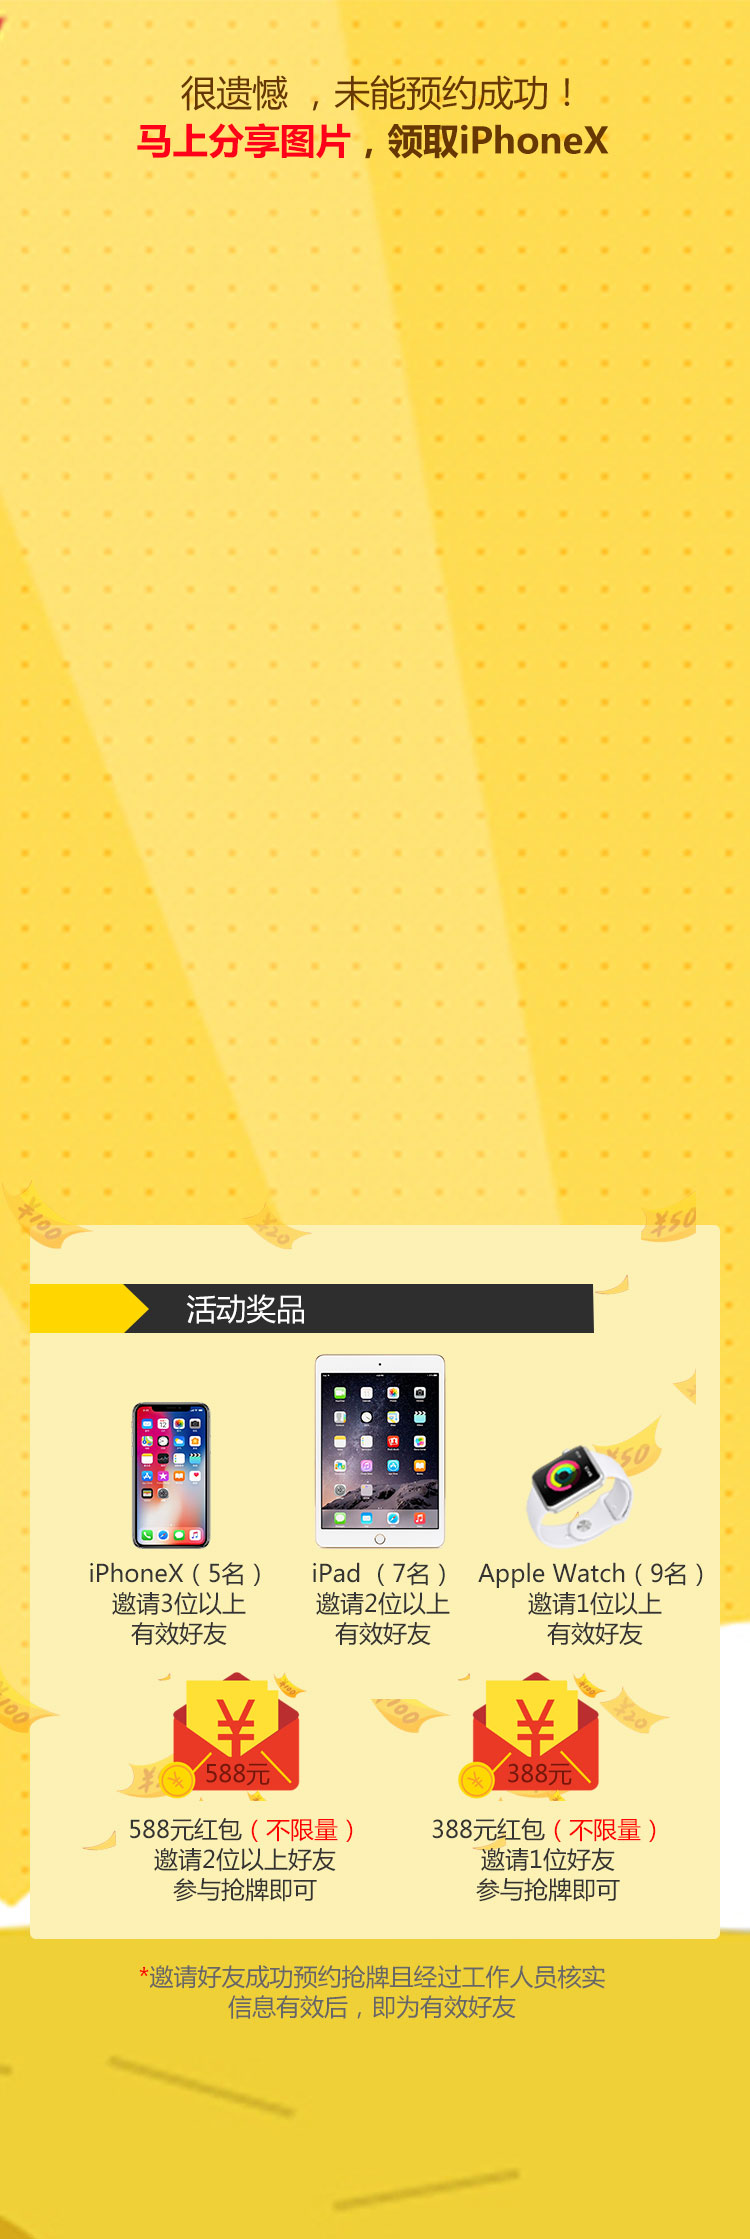 很遗憾 ，未能预约成功！
马上分享图片，领取iPhoneX
¥100
¥20
¥50
活动奖品
¥50
iPhoneX（5名）
邀请3位以上
有效好友
iPad （7名）
邀请2位以上
有效好友
Apple Watch（9名）
邀请1位以上
有效好友
¥
588元
¥
388元
¥20
588元红包（不限量）
邀请2位以上好友
参与抢牌即可
388元红包（不限量）
邀请1位好友
参与抢牌即可
*邀请好友成功预约抢牌且经过工作人员核实
信息有效后，即为有效好友